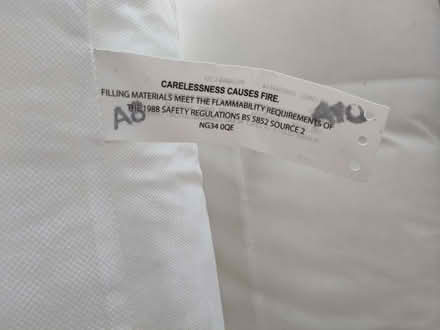 CARELESSNESS CAUSES FIRE.
FILLING MATERIALS MEET THE FLAMMABILITY REQUIREMENTS OF
THE 1988 SAFETY REGULATIONS BS 5852 SOURCE 2
NG34 0QE
A8